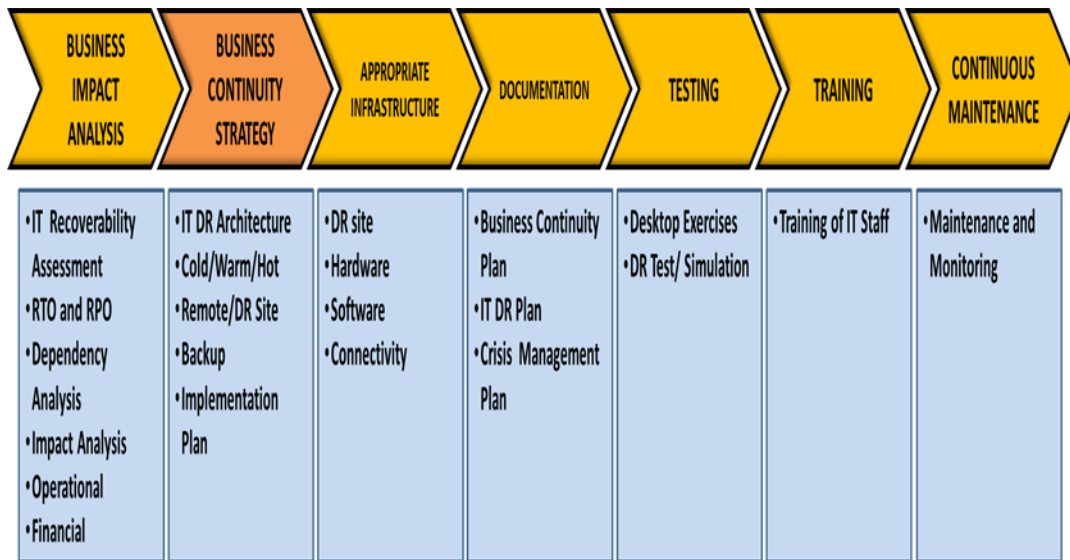 BUSINESS
IMPACT
ANALYSIS
BUSINESS
CONTINUITY
STRATEGY
APPROPRIATE
INFRASTRUCTURE
DOCUMENTATION
TESTING
TRAINING
CONTINUOUS
MAINTENANCE
•IT Recoverability
Assessment
•RTO and RPO
•Dependency
Analysis
•Impact Analysis
•Operational
•Financial
•IT DR Architecture
•Cold/Warm/Hot
•Remote/DR Site
•Backup
•Implementation
Plan
•DR site
•Hardware
•Software
•Connectivity
•Business Continuity
Plan
•IT DR Plan
•Crisis Management
Plan
•Desktop Exercises
•DR Test/ Simulation
•Training of IT Staff
•Maintenance and
Monitoring